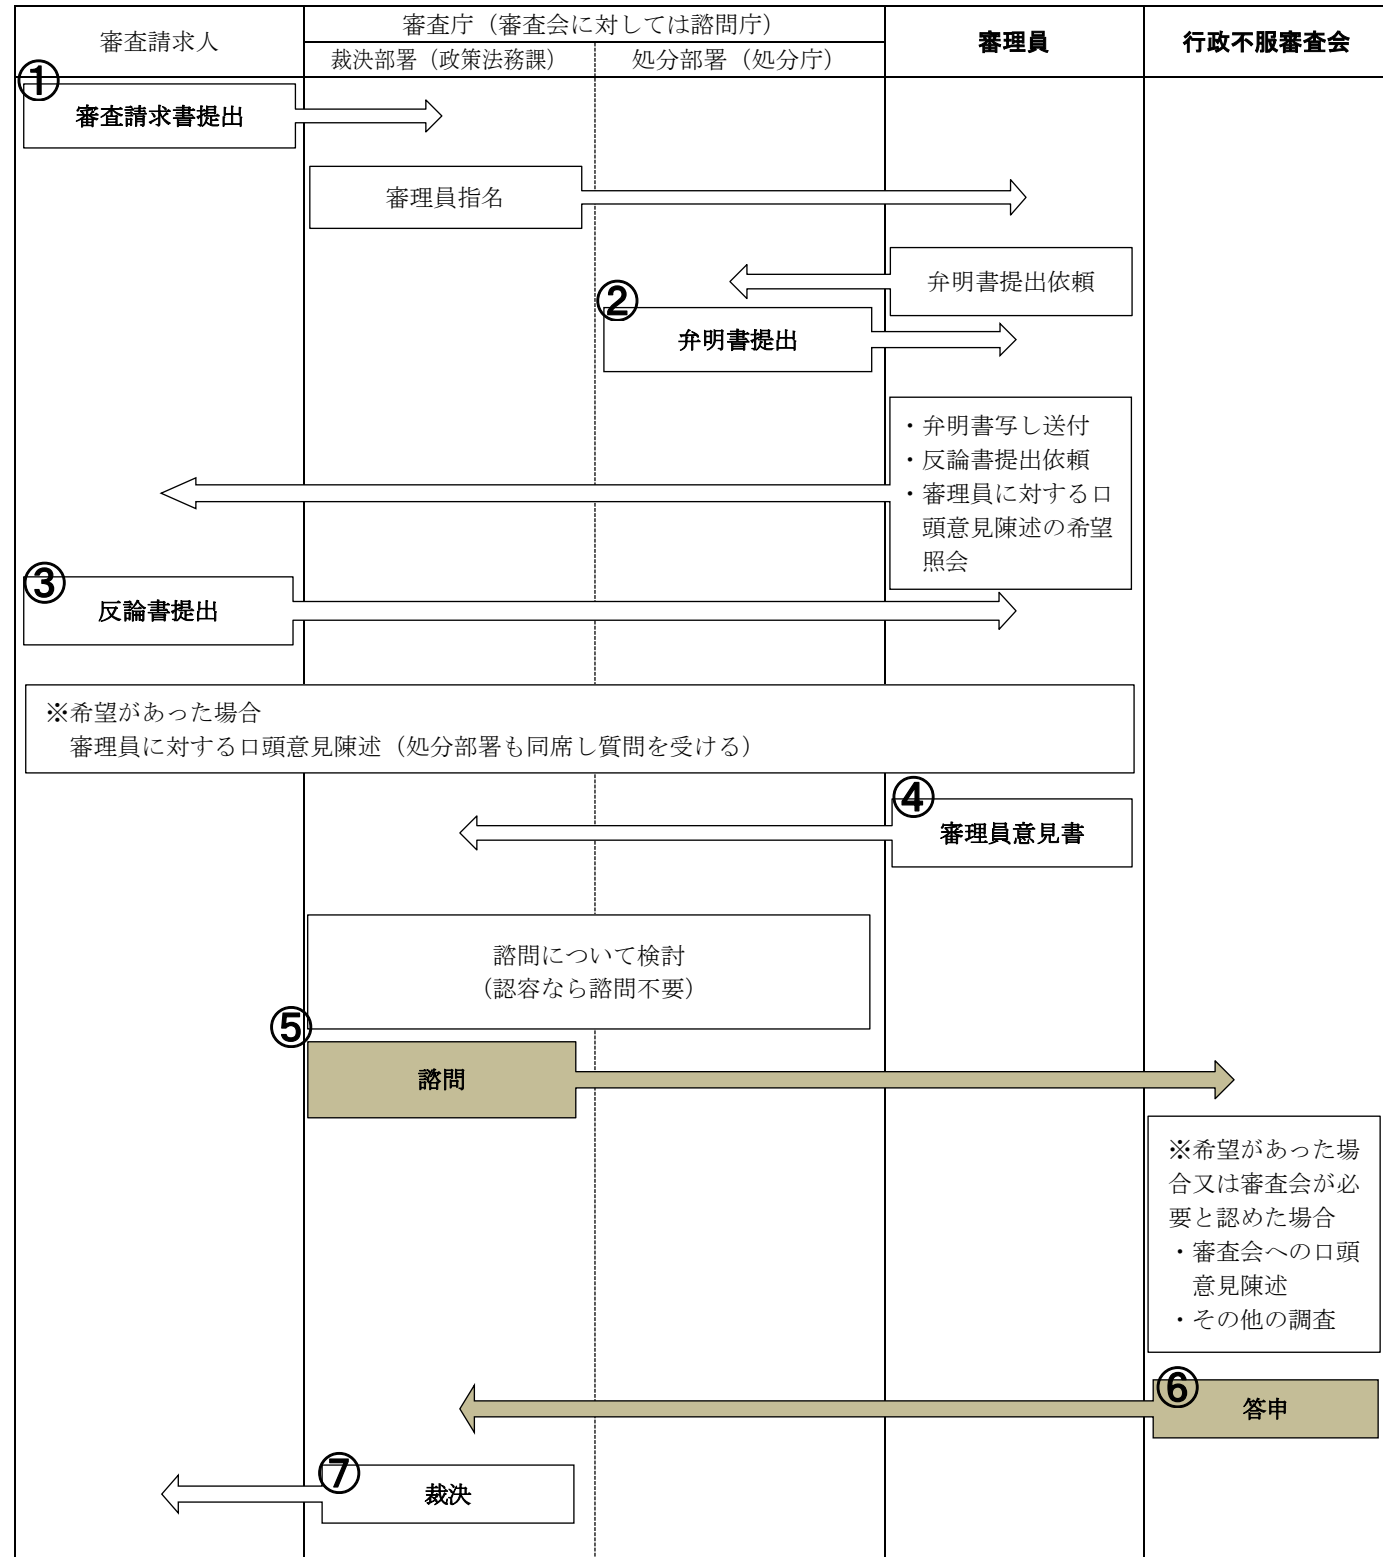 審査請求人
審査庁（審査会に対しては諮問庁）
裁決部署（政策法務課）
処分部署（処分庁）
審理員
行政不服審査会
①
審査請求書提出
審理員指名
弁明書提出依頼
②
弁明書提出
・弁明書写し送付
・反論書提出依頼
・審理員に対する口
頭意見陳述の希望
照会
③
反論書提出
※希望があった場合
審理員に対する口頭意見陳述（処分部署も同席し質問を受ける）
④
審理員意見書
諮問について検討
（認容なら諮問不要）
⑤
諮問
※希望があった場
合又は審査会が必
要と認めた場合
・審査会への口頭
意見陳述
・その他の調査
⑥
答申
⑦
裁決